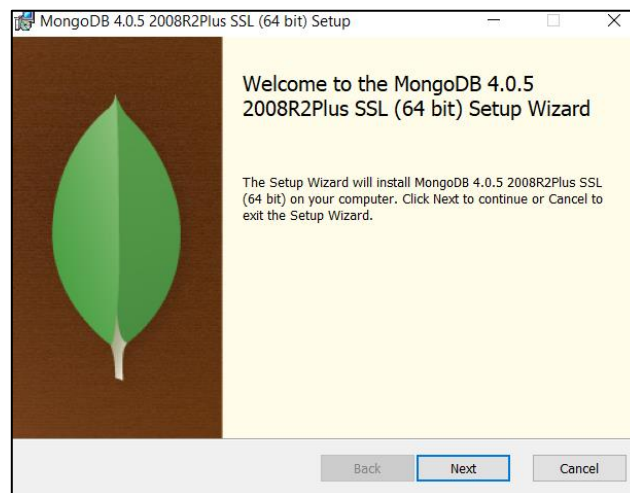 MongoDB 4.0.5 2008R2Plus SSL (64 bit) Setup
Welcome to the MongoDB 4.0.5
2008R2Plus SSL (64 bit) Setup Wizard
The Setup Wizard will install MongoDB 4.0.5 2008R2Plus SSL
(64 bit) on your computer. Click Next to continue or Cancel to
exit the Setup Wizard.
Back
Next
Cancel